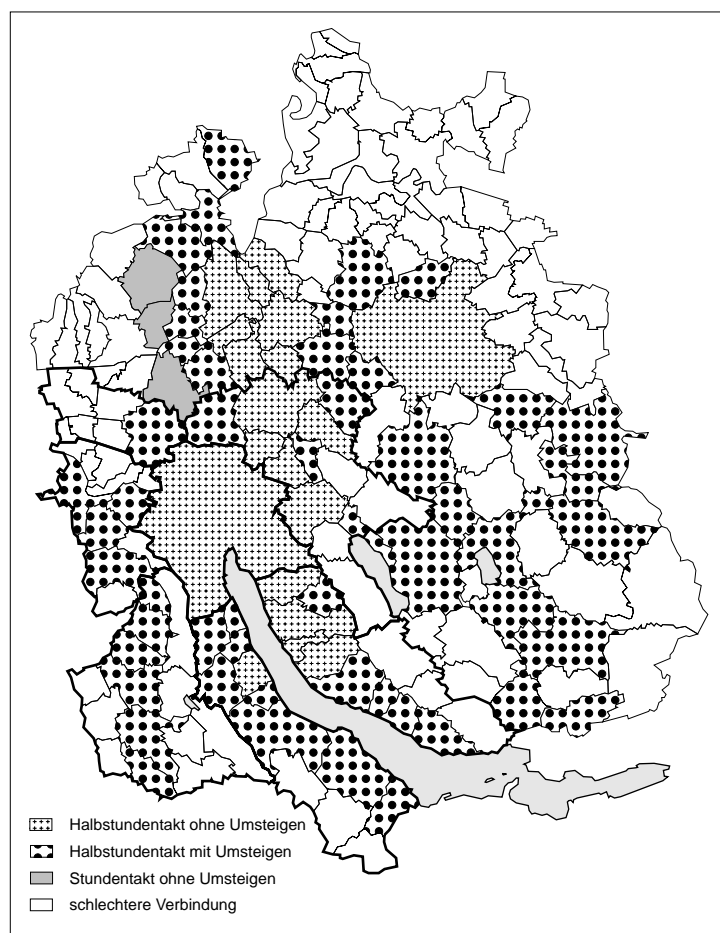 Halbstundentakt ohne Umsteigen
Halbstundentakt mit Umsteigen
Stundentakt ohne Umsteigen
schlechtere Verbindung